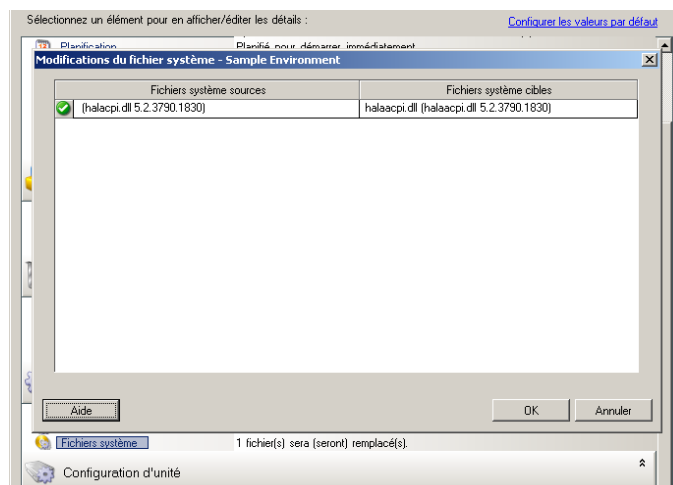 Sélectionnez un élément pour en afficher/éditer les détails :
Configurer les valeurs par défaut
Planification
Planifié pour démarrer immédiatement
Modifications du fichier système - Sample Environment
Fichiers système sources
Fichiers système cibles
(halacpi.dll 5.2.3790.1830)
halaacpi.dll (halaacpi.dll 5.2.3790.1830)
Aide
OK
Annuler
Fichiers système
1 fichier(s) sera (seront) remplacé(s).
Configuration d'unité